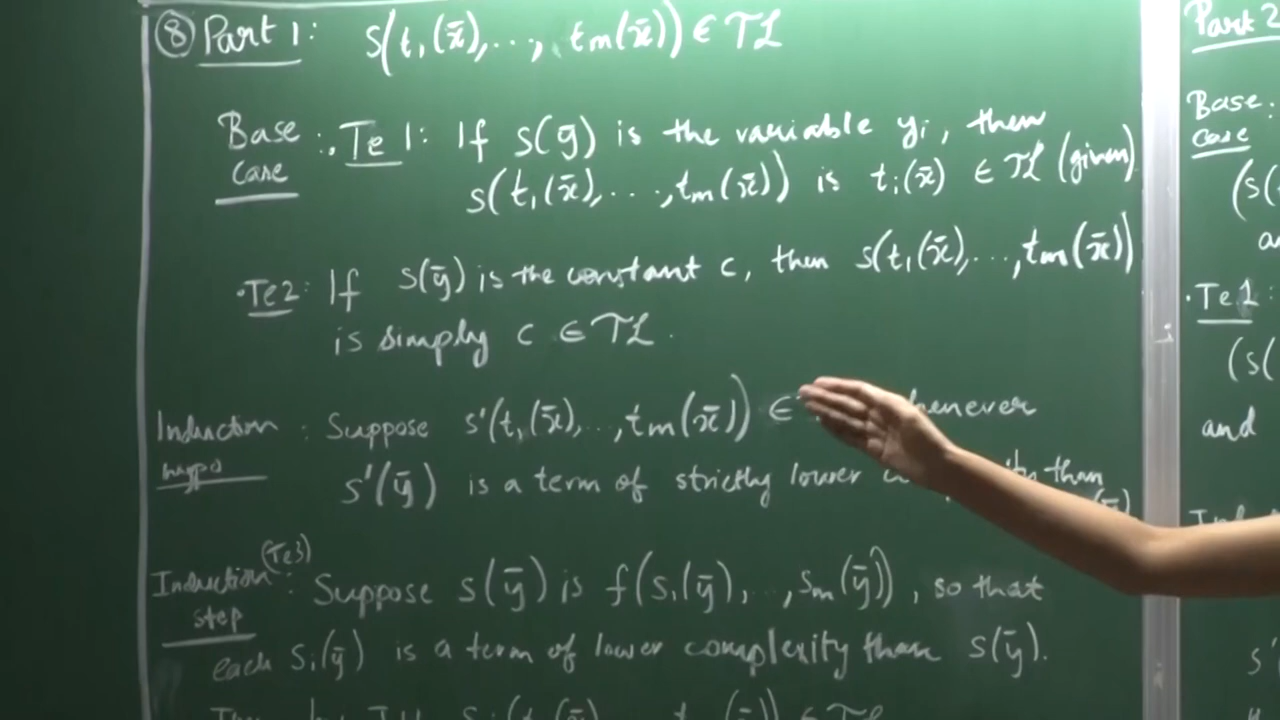 ⑧ Part 1: s(t₁(x̄), ..., tm(x̄)) ∈ TL
Base case: · Te 1: If s(ȳ) is the variable yᵢ, then
s(t₁(x̄), ..., tm(x̄)) is tᵢ(x̄) ∈ TL (given)
· Te2: If s(ȳ) is the constant c, then s(t₁(x̄), ..., tm(x̄))
is simply c ∈ TL.
Induction hypo: Suppose s'(t₁(x̄), ..., tm(x̄)) ∈ whenever
s'(ȳ) is a term of strictly lower than
Induction step (Te3): Suppose s(ȳ) is f(s₁(ȳ), ..., sm(ȳ)), so that
each sᵢ(ȳ) is a term of lower complexity than s(ȳ).
Part 2
Base case:
(s(
· Te1:
(s(
and